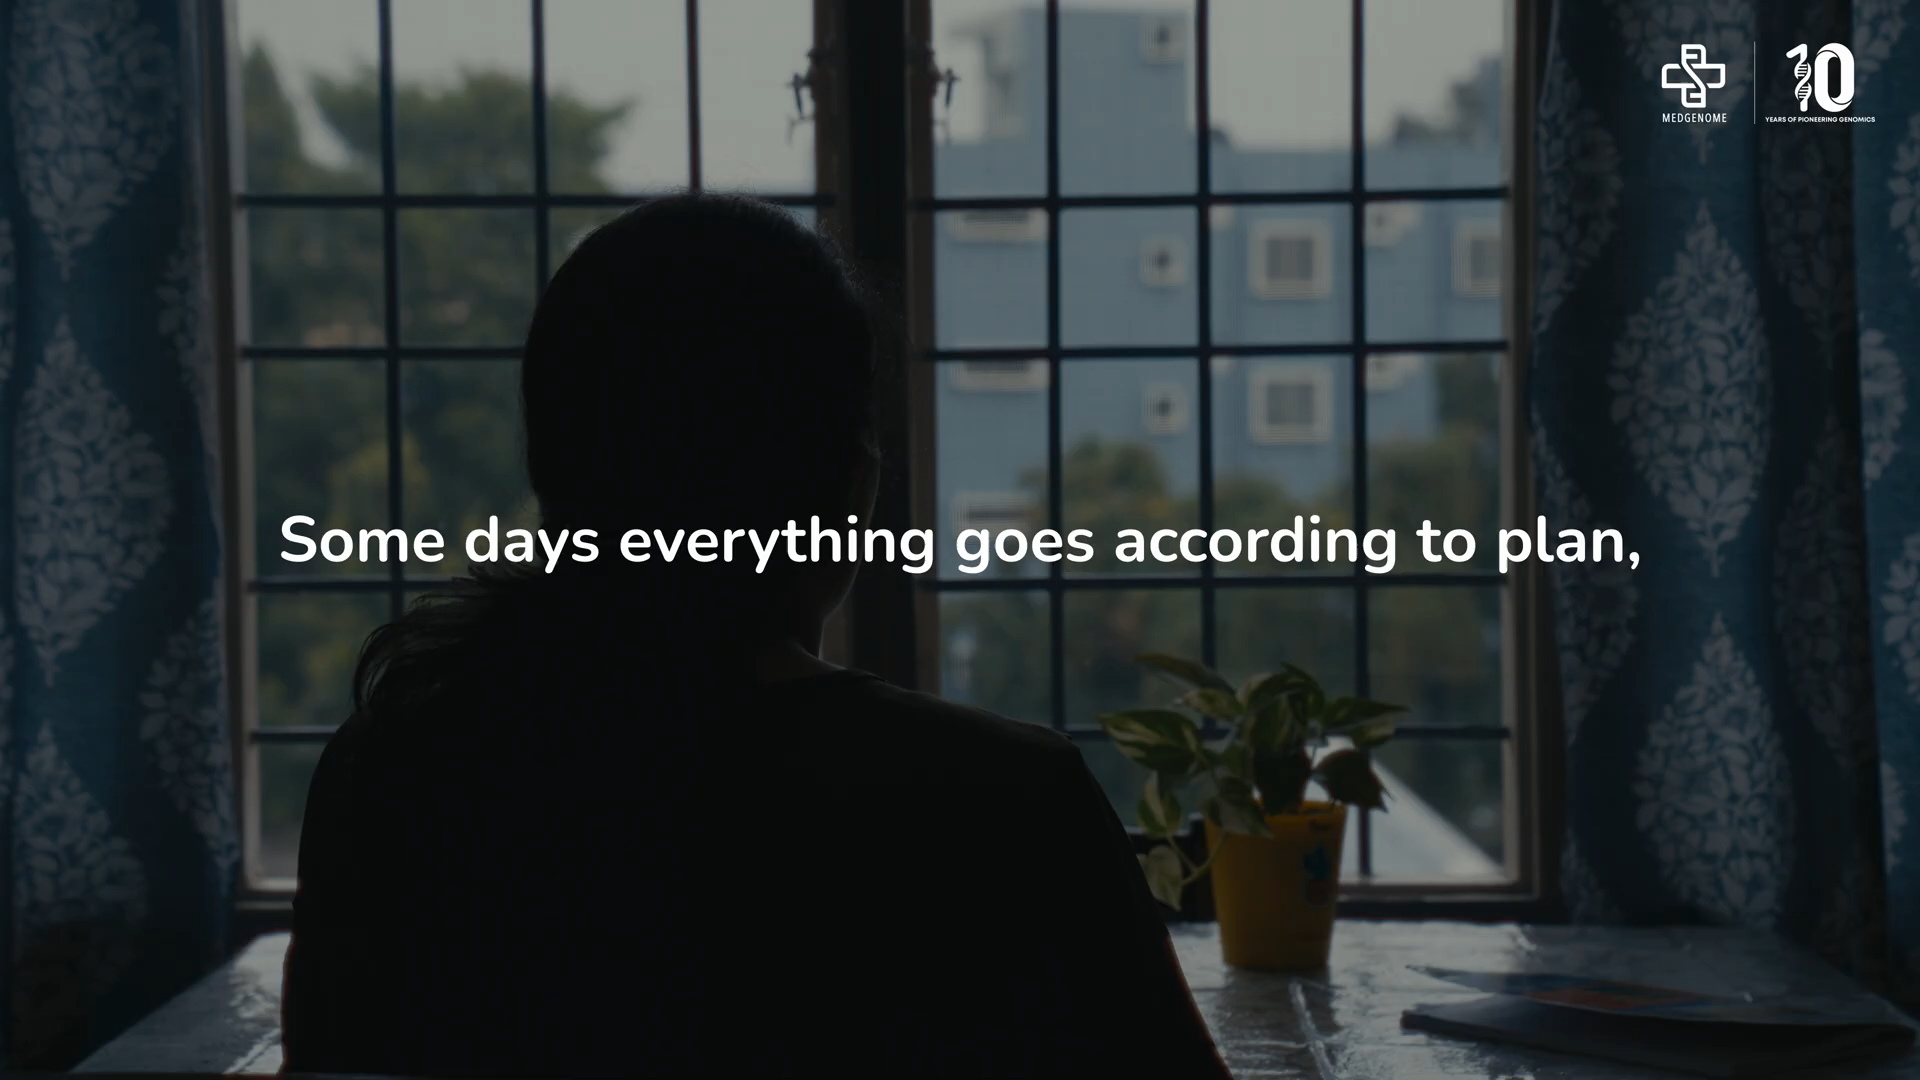 MEDGENOME
10
YEARS OF PIONEERING GENOMICS
Some days everything goes according to plan,